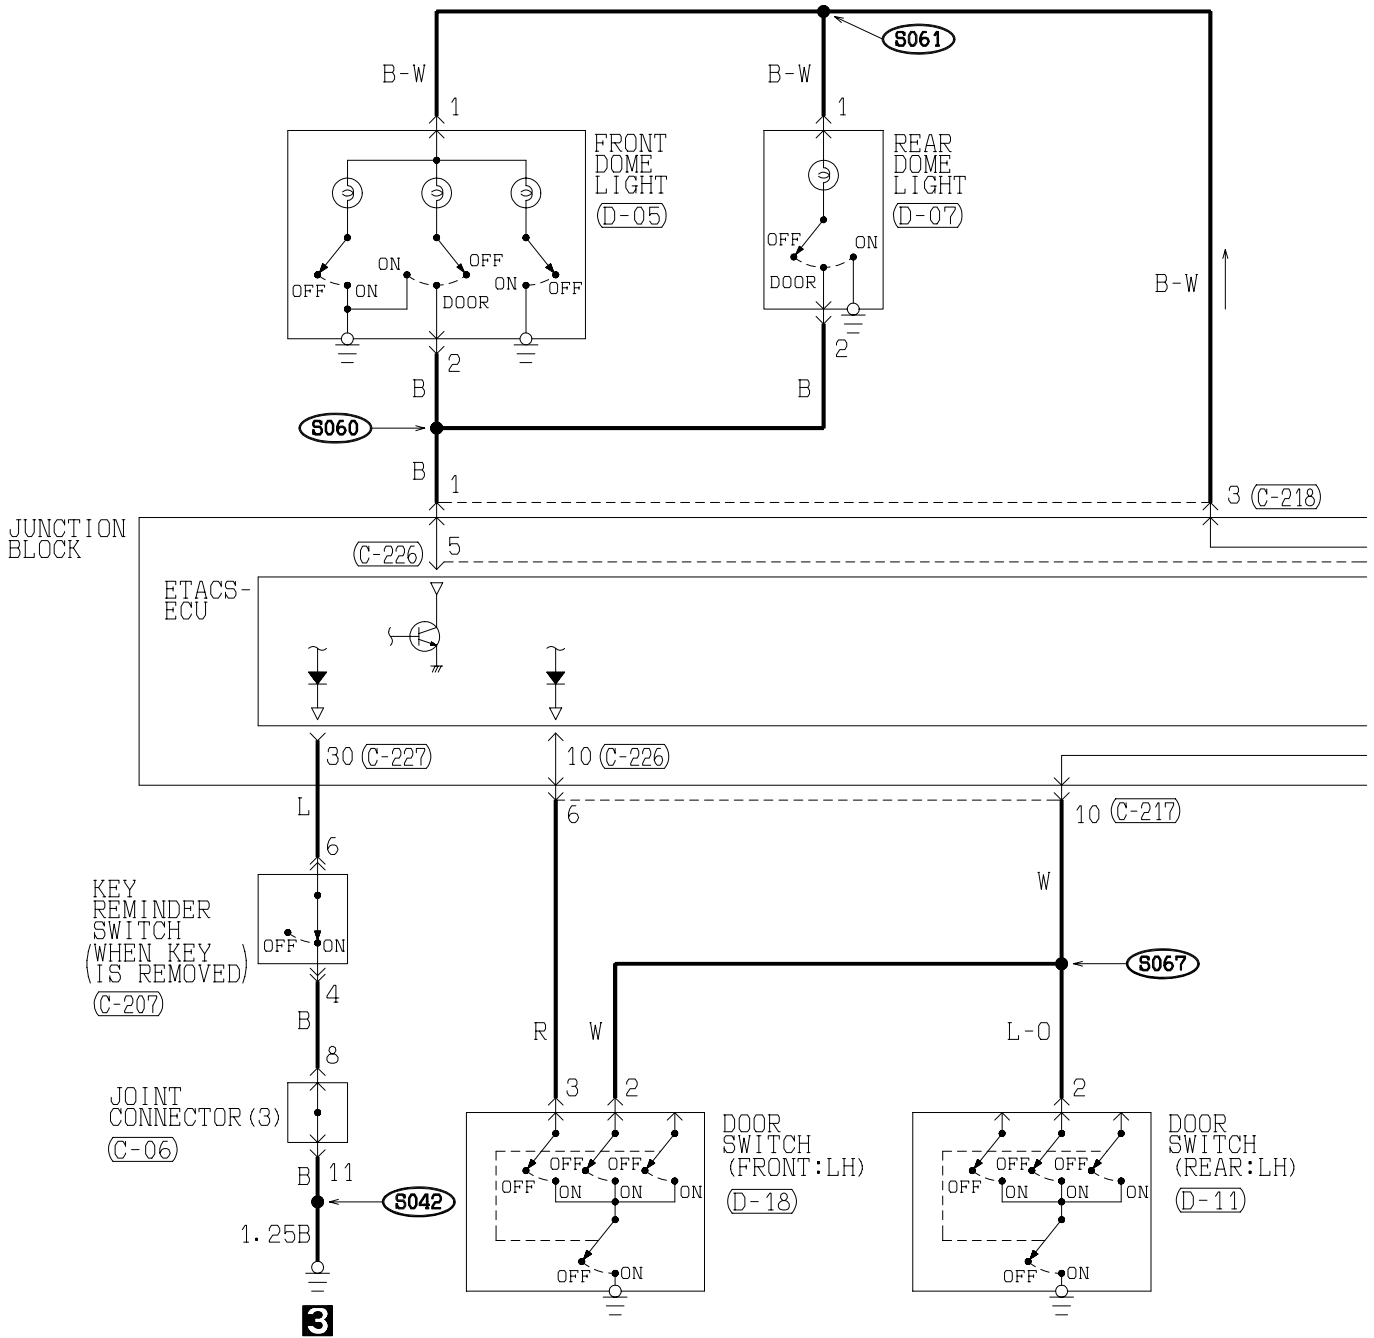 S061
B-W
B-W
1
1
FRONT
DOME
LIGHT
(D-05)
REAR
DOME
LIGHT
(D-07)
OFF
ON
ON
OFF
DOOR
ON
OFF
OFF
ON
DOOR
B-W
2
2
B
B
S060
B
1
3 (C-218)
JUNCTION
BLOCK
(C-226)
5
ETACS-
ECU
30 (C-227)
10 (C-226)
L
6
10 (C-217)
6
KEY
REMINDER
SWITCH
(WHEN KEY
IS REMOVED)
(C-207)
OFF
ON
W
S067
4
B
R
W
L-O
8
3
2
2
JOINT
CONNECTOR(3)
(C-06)
DOOR
SWITCH
(FRONT:LH)
(D-18)
DOOR
SWITCH
(REAR:LH)
(D-11)
OFF
OFF
OFF
ON
ON
ON
OFF
ON
OFF
OFF
OFF
ON
ON
ON
OFF
ON
B
11
S042
1.25B
3